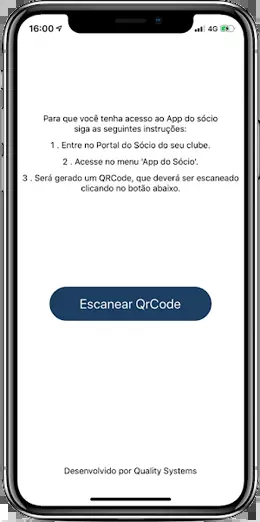 16:00
4G
Para que você tenha acesso ao App do sócio
siga as seguintes instruções:
1 . Entre no Portal do Sócio do seu clube.
2 . Acesse no menu 'App do Sócio'.
3 . Será gerado um QRCode, que deverá ser escaneado
clicando no botão abaixo.
Escanear QrCode
Desenvolvido por Quality Systems